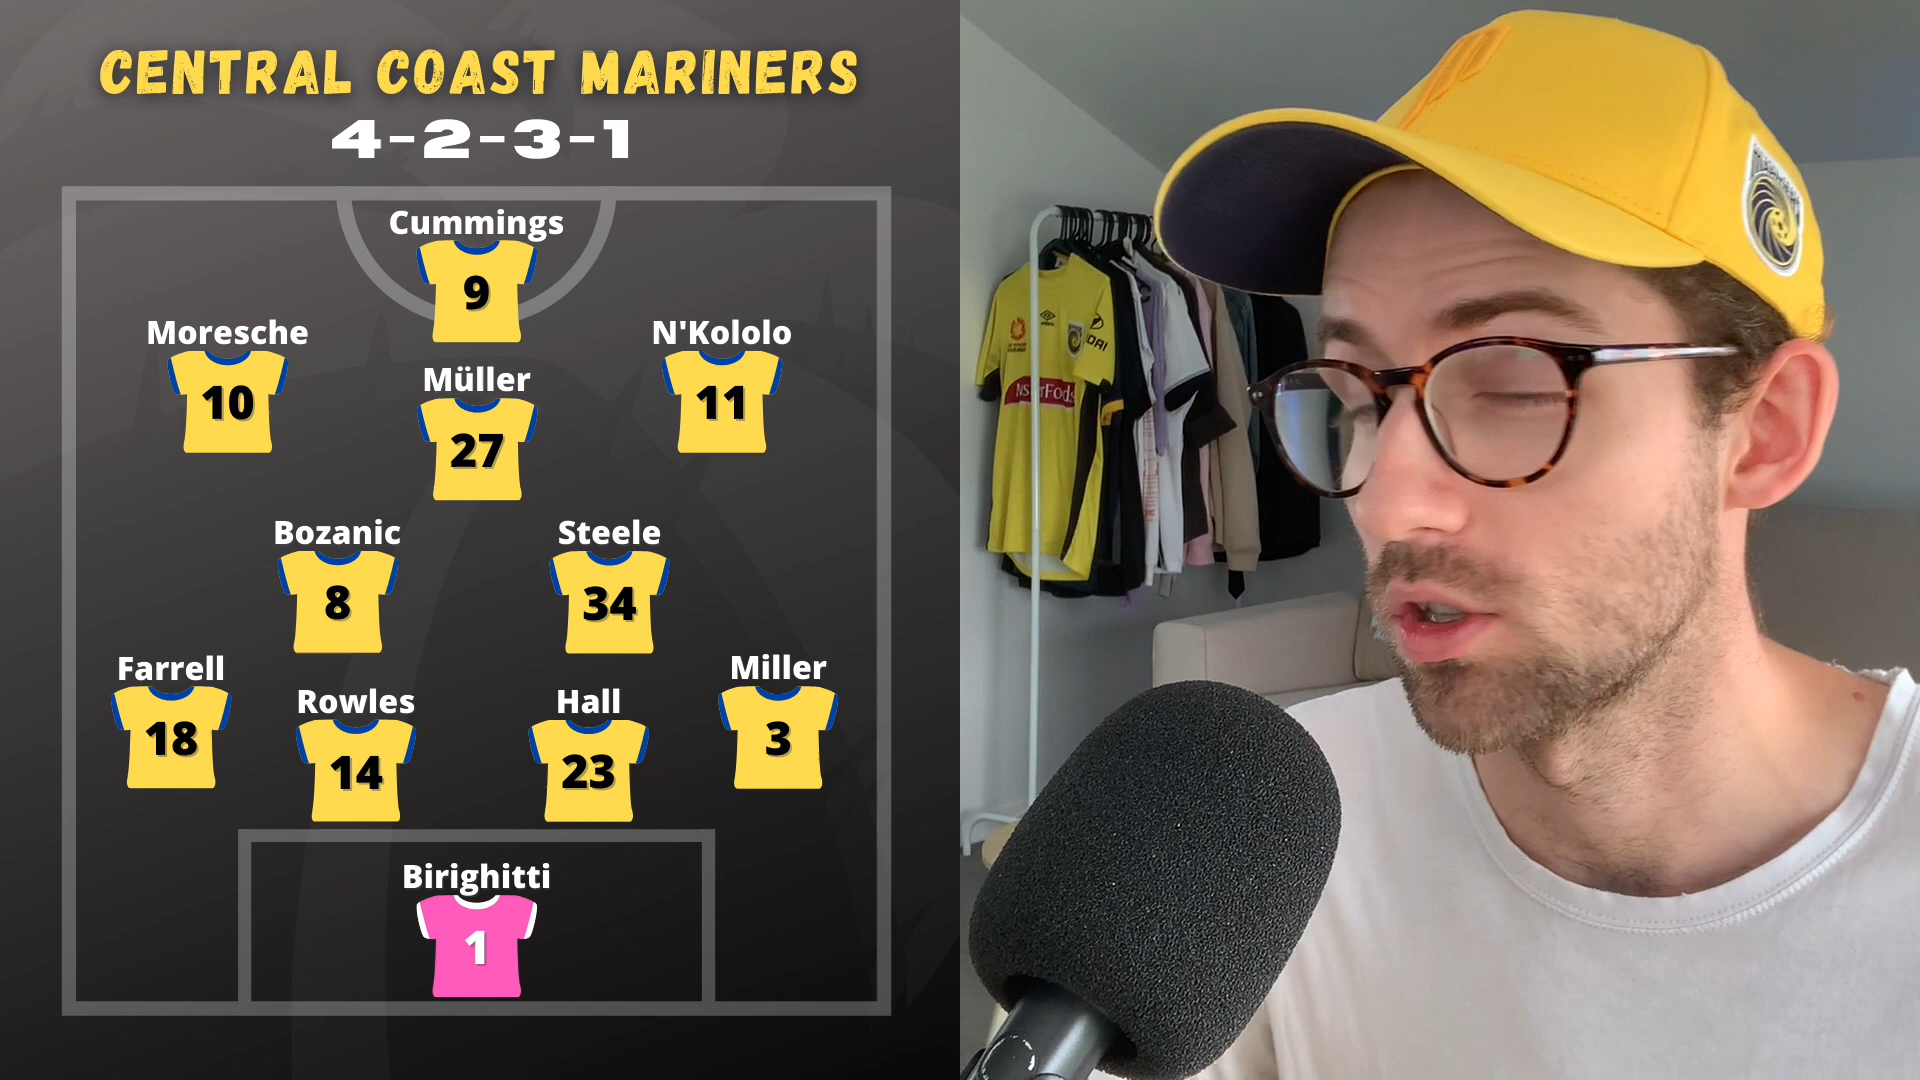 CENTRAL COAST MARINERS
4-2-3-1
Cummings
9
Moresche
10
N'Kololo
11
Müller
27
Bozanic
8
Steele
34
Farrell
18
Rowles
14
Hall
23
Miller
3
Birighitti
1